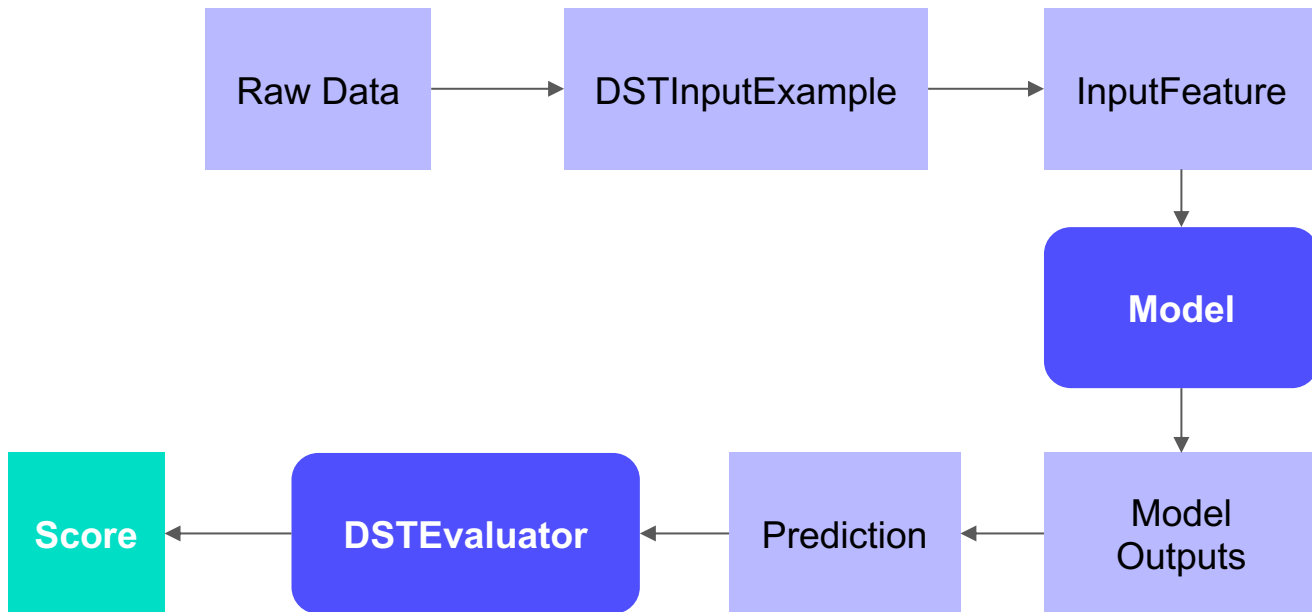 Raw Data
DSTInputExample
InputFeature
Model
Score
DSTEvaluator
Prediction
Model
Outputs